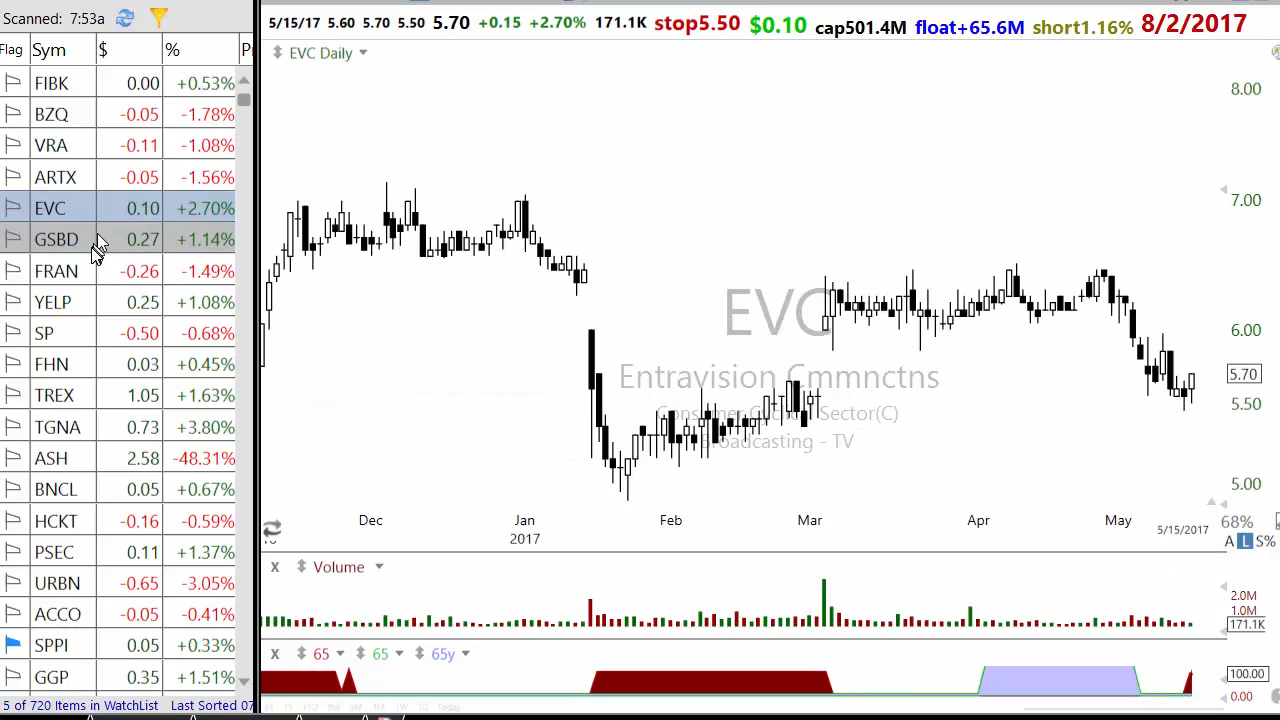 Scanned: 7:53a
Flag Sym $ %
FIBK 0.00 +0.53%
BZQ -0.05 -1.78%
VRA -0.11 -1.08%
ARTX -0.05 -1.56%
EVC 0.10 +2.70%
GSBD 0.27 +1.14%
FRAN -0.26 -1.49%
YELP 0.25 +1.08%
SP -0.50 -0.68%
FHN 0.03 +0.45%
TREX 1.05 +1.63%
TGNA 0.73 +3.80%
ASH 2.58 -48.31%
BNCL 0.05 +0.67%
HCKT -0.16 -0.59%
PSEC 0.11 +1.37%
URBN -0.65 -3.05%
ACCO -0.05 -0.41%
SPPI 0.05 +0.33%
GGP 0.35 +1.51%
5 of 720 Items in WatchList Last Sorted 07
5/15/17 5.60 5.70 5.50 5.70 +0.15 +2.70% 171.1K stop5.50 $0.10 cap501.4M float+65.6M short1.16% 8/2/2017
EVC Daily
8.00
7.00
6.00
5.70
5.50
5.00
EVC
Entravision Cmmnctns
Sector(C)
Broadcasting - TV
Dec Jan Feb Mar Apr May 5/15/2017
2017
68%
A L S%
X Volume
2.0M
1.0M
171.1K
X 65 65 65y
100.00
0.00